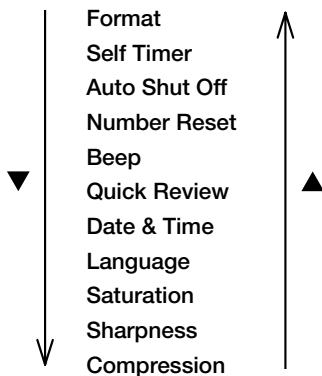 Format
Self Timer
Auto Shut Off
Number Reset
Beep
Quick Review
Date & Time
Language
Saturation
Sharpness
Compression